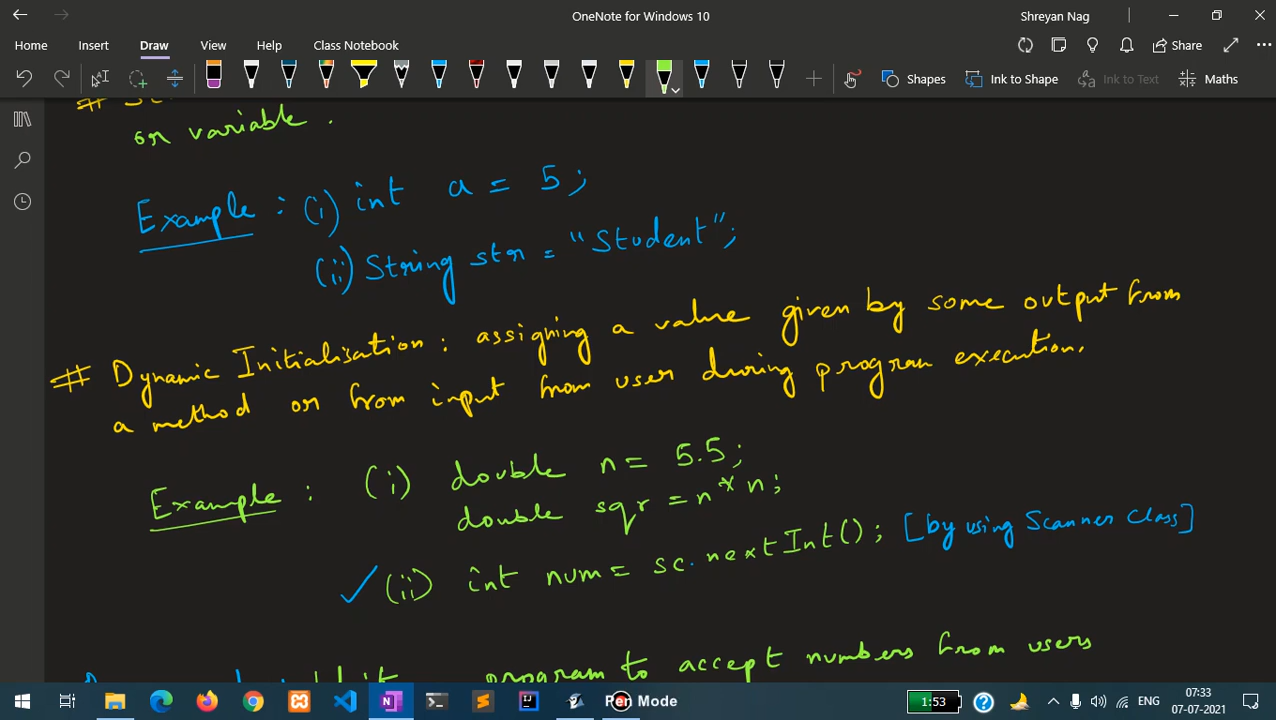 OneNote for Windows 10
Shreyan Nag
Home Insert Draw View Help Class Notebook
Share
Shapes Ink to Shape Ink to Text Maths
or variable .
Example : (i) int a = 5 ;
(ii) String str = "Student";
# Dynamic Initialisation : assigning a value given by some output from
a method or from input from user during program execution.
Example : (i) double n = 5.5 ;
double sqr = n * n ;
(ii) int num = sc.nextInt() ; [by using Scanner Class]
program to accept numbers from users
Pen Mode
1:53
ENG
07:33
07-07-2021